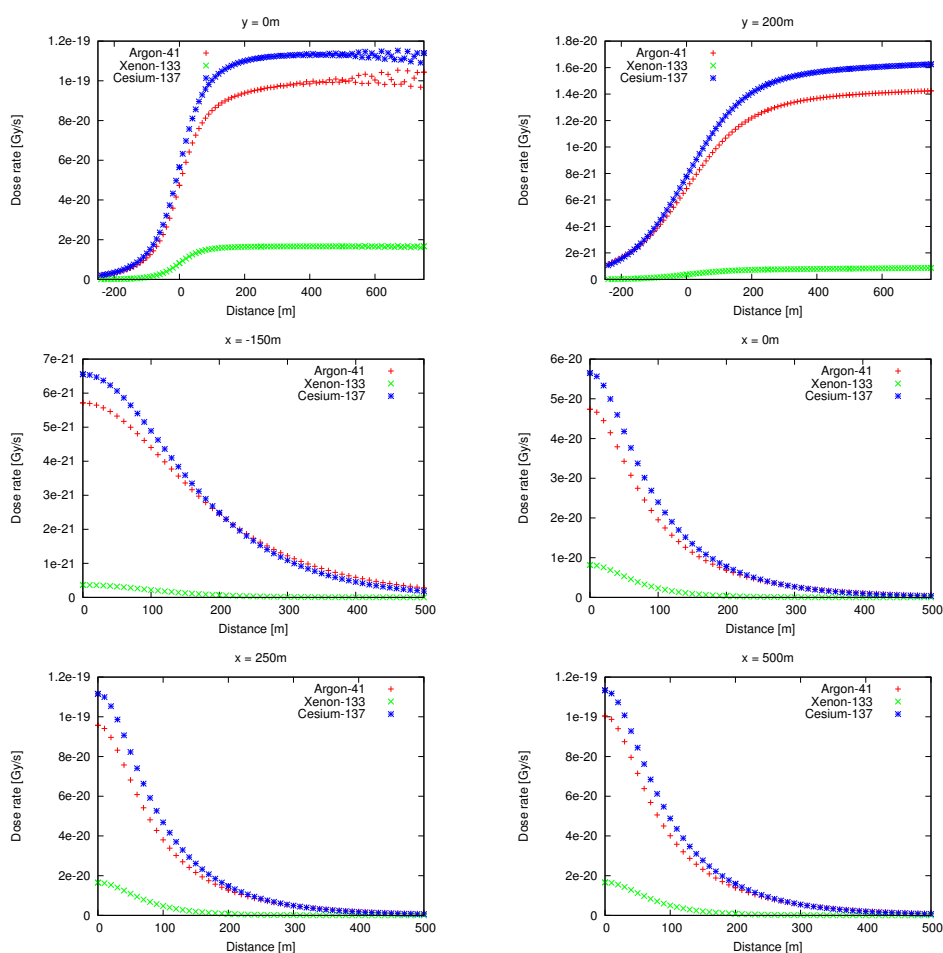 y = 0m
Dose rate [Gy/s]
1.2e-19
1e-19
8e-20
6e-20
4e-20
2e-20
0
Argon-41
Xenon-133
Cesium-137
-200 0 200 400 600
Distance [m]
y = 200m
Dose rate [Gy/s]
1.8e-20
1.6e-20
1.4e-20
1.2e-20
1e-20
8e-21
6e-21
4e-21
2e-21
0
Argon-41
Xenon-133
Cesium-137
-200 0 200 400 600
Distance [m]
x = -150m
Dose rate [Gy/s]
7e-21
6e-21
5e-21
4e-21
3e-21
2e-21
1e-21
0
Argon-41
Xenon-133
Cesium-137
0 100 200 300 400 500
Distance [m]
x = 0m
Dose rate [Gy/s]
6e-20
5e-20
4e-20
3e-20
2e-20
1e-20
0
Argon-41
Xenon-133
Cesium-137
0 100 200 300 400 500
Distance [m]
x = 250m
Dose rate [Gy/s]
1.2e-19
1e-19
8e-20
6e-20
4e-20
2e-20
0
Argon-41
Xenon-133
Cesium-137
0 100 200 300 400 500
Distance [m]
x = 500m
Dose rate [Gy/s]
1.2e-19
1e-19
8e-20
6e-20
4e-20
2e-20
0
Argon-41
Xenon-133
Cesium-137
0 100 200 300 400 500
Distance [m]